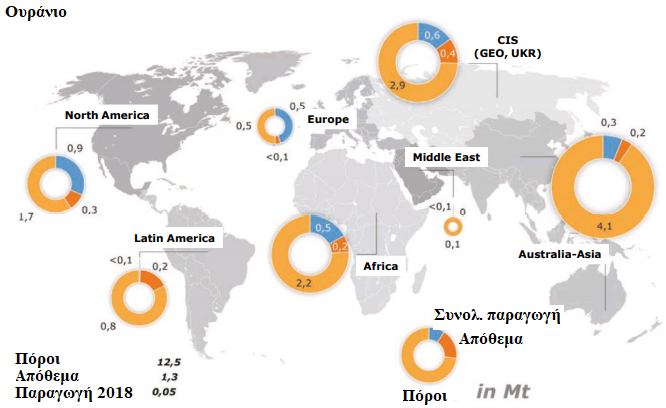 Ουράνιο
0,6
0,4
2,9
CIS
(GEO, UKR)
North America
0,9
0,3
1,7
0,5
0,5
<0,1
Europe
Middle East
<0,1
0
0,1
0,3
0,2
4,1
Australia-Asia
Latin America
<0,1
0,2
0,8
0,5
0,2
2,2
Africa
Συνολ. παραγωγή
Απόθεμα
Πόροι
in Mt
Πόροι 12,5
Απόθεμα 1,3
Παραγωγή 2018 0,05